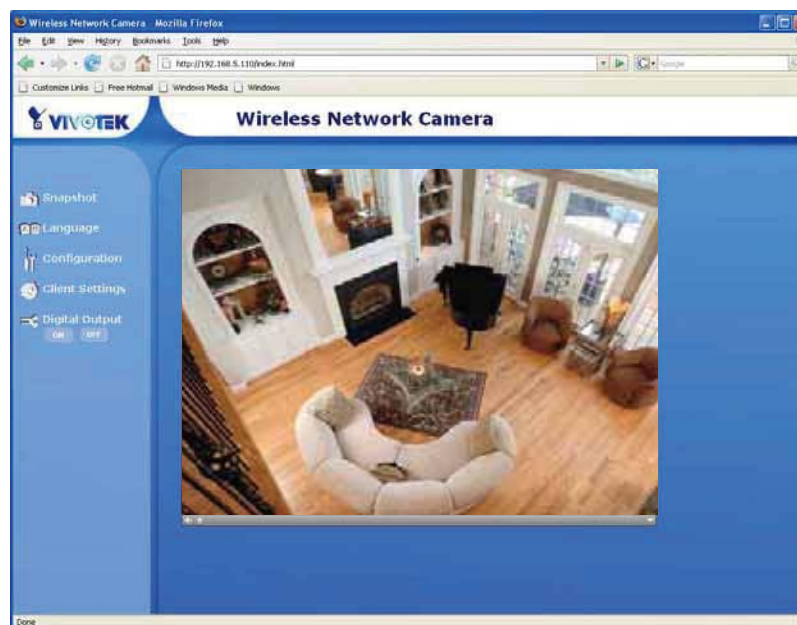 Wireless Network Camera Mozilla Firefox
File Edit View History Bookmarks Tools Help
http://192.168.5.110/index.html
Google
Customize Links Free Hotmail Windows Media Windows
VIVOTEK
Wireless Network Camera
Snapshot
Language
Configuration
Client Settings
Digital Output
ON OFF
Done